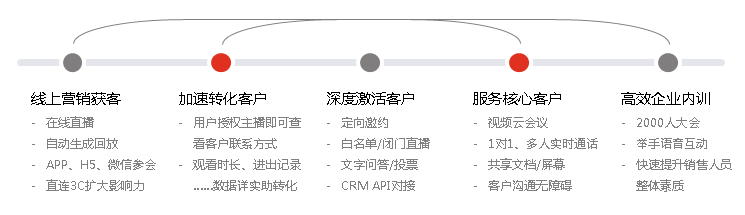 线上营销获客
- 在线直播
- 自动生成回放
- APP、H5、微信参会
- 直连3C扩大影响力
加速转化客户
- 用户授权主播即可查
看客户联系方式
- 观看时长、进出记录
......数据详实助转化
深度激活客户
- 定向邀约
- 白名单/闭门直播
- 文字问答/投票
- CRM API对接
服务核心客户
- 视频云会议
- 1对1、多人实时通话
- 共享文档/屏幕
- 客户沟通无障碍
高效企业内训
- 2000人大会
- 举手语音互动
- 快速提升销售人员
整体素质